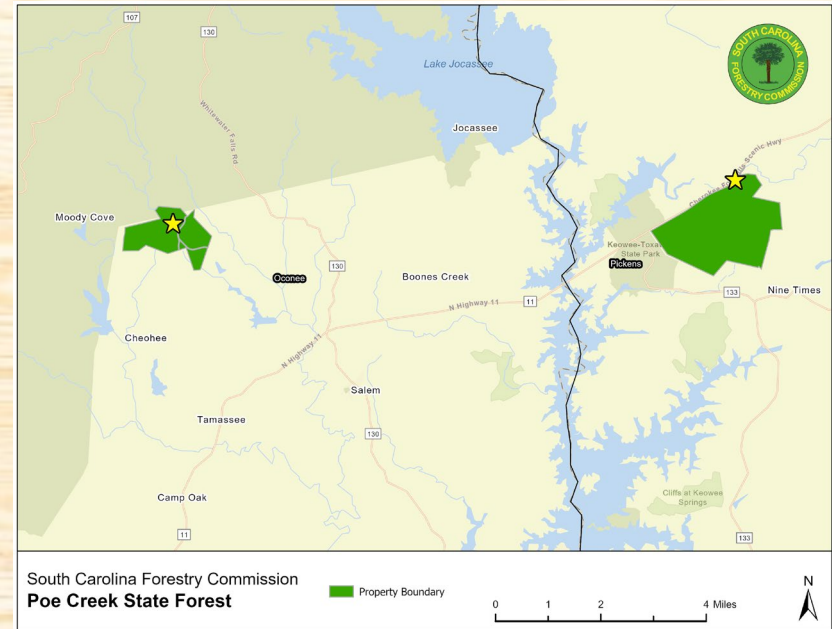 107
130
Lake Jocassee
SOUTH CAROLINA
FORESTRY COMMISSION
Whitewater Falls Rd
Jocassee
Scenic Hwy
Moody Cove
Keowee-Toxaway
State Park
Pickens
130
Oconee
Boones Creek
133
Nine Times
N Highway 11
11
Cheohee
N Highway 11
Salem
Tamassee
130
Cliffs at Keowee
Springs
Camp Oak
11
133
South Carolina Forestry Commission
Poe Creek State Forest
Property Boundary
0 1 2 4 Miles
N